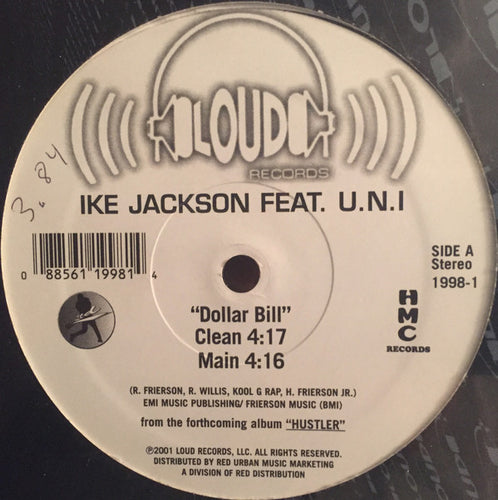 LOUD
RECORDS
3.84
IKE JACKSON FEAT. U.N.I
0 88561 19981 4
SIDE A
Stereo
1998-1
"Dollar Bill"
Clean 4:17
Main 4:16
HMC
RECORDS
(R. FRIERSON, R. WILLIS, KOOL G RAP, H. FRIERSON JR.)
EMI MUSIC PUBLISHING/ FRIERSON MUSIC (BMI)
from the forthcoming album "HUSTLER"
℗©2001 LOUD RECORDS, LLC. ALL RIGHTS RESERVED.
DISTRIBUTED BY RED URBAN MUSIC MARKETING
A DIVISION OF RED DISTRIBUTION